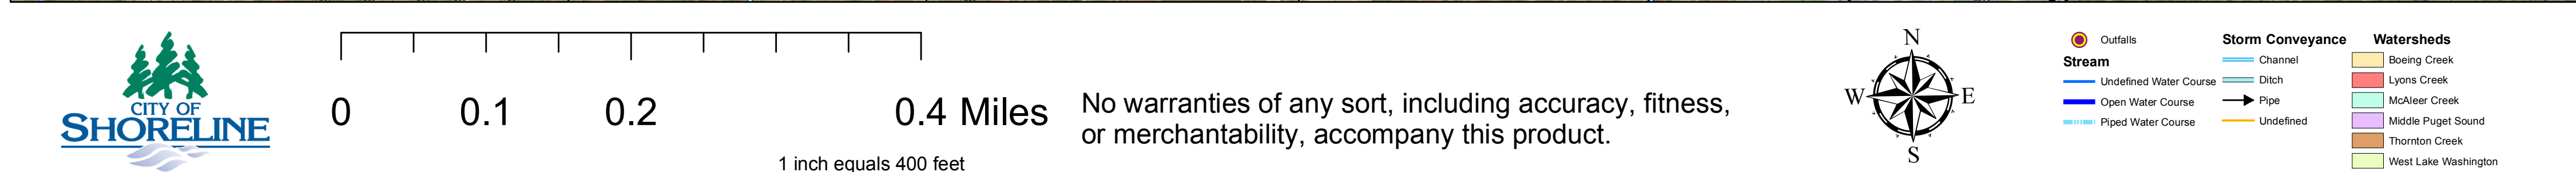 CITY OF
SHORELINE
0 0.1 0.2 0.4 Miles
1 inch equals 400 feet
No warranties of any sort, including accuracy, fitness,
or merchantability, accompany this product.
N
W E
S
Outfalls
Stream
Undefined Water Course
Open Water Course
Piped Water Course
Storm Conveyance
Channel
Ditch
Pipe
Undefined
Watersheds
Boeing Creek
Lyons Creek
McAleer Creek
Middle Puget Sound
Thornton Creek
West Lake Washington